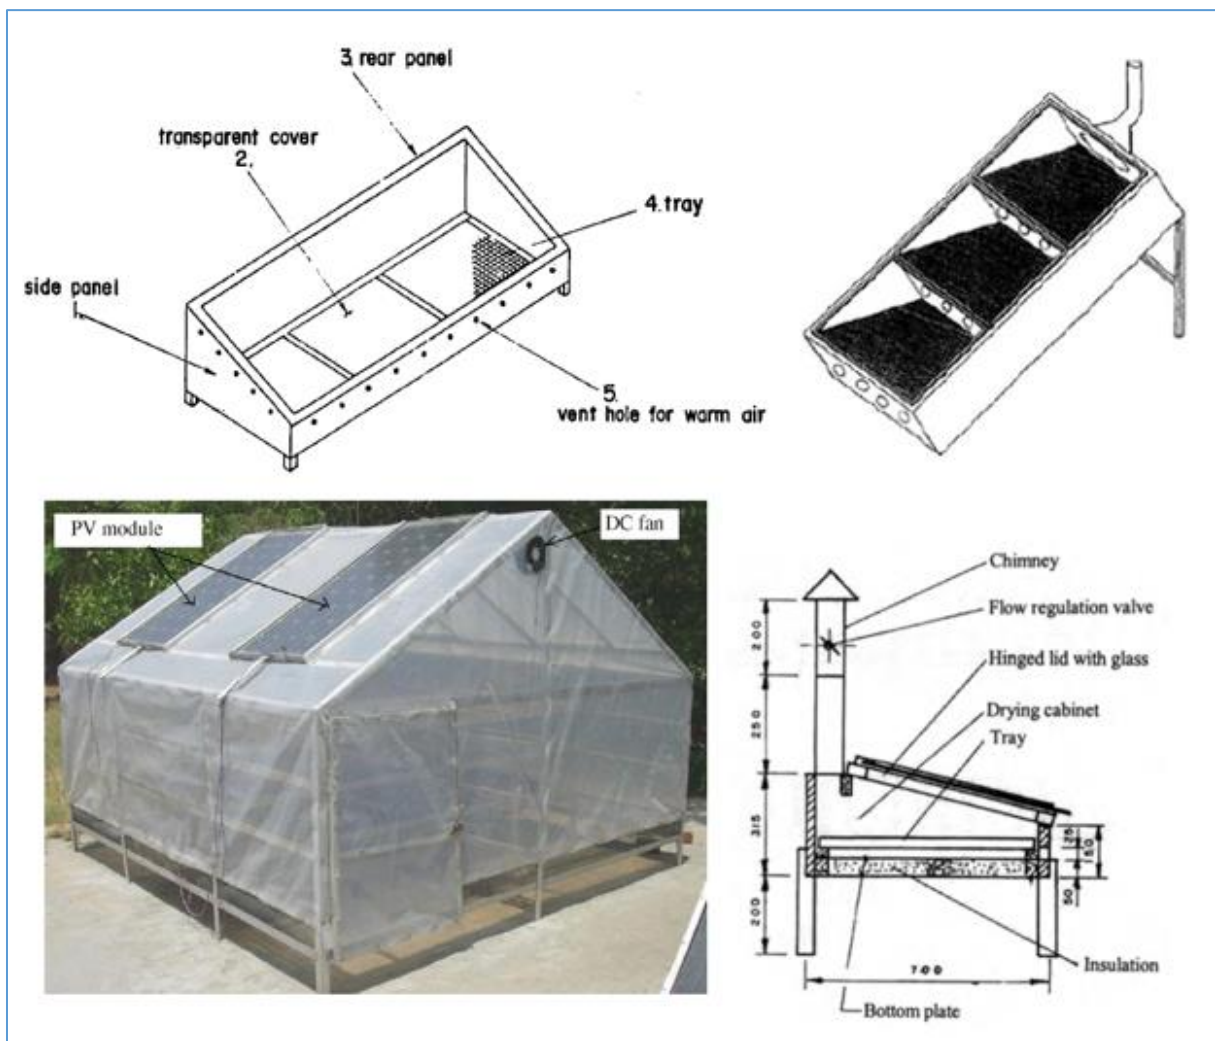 3. rear panel
transparent cover
2.
4. tray
side panel
1
5.
vent hole for warm air
PV module
DC fan
Chimney
Flow regulation valve
Hinged lid with glass
Drying cabinet
Tray
200
250
315
200
25
150
50
700
Insulation
Bottom plate